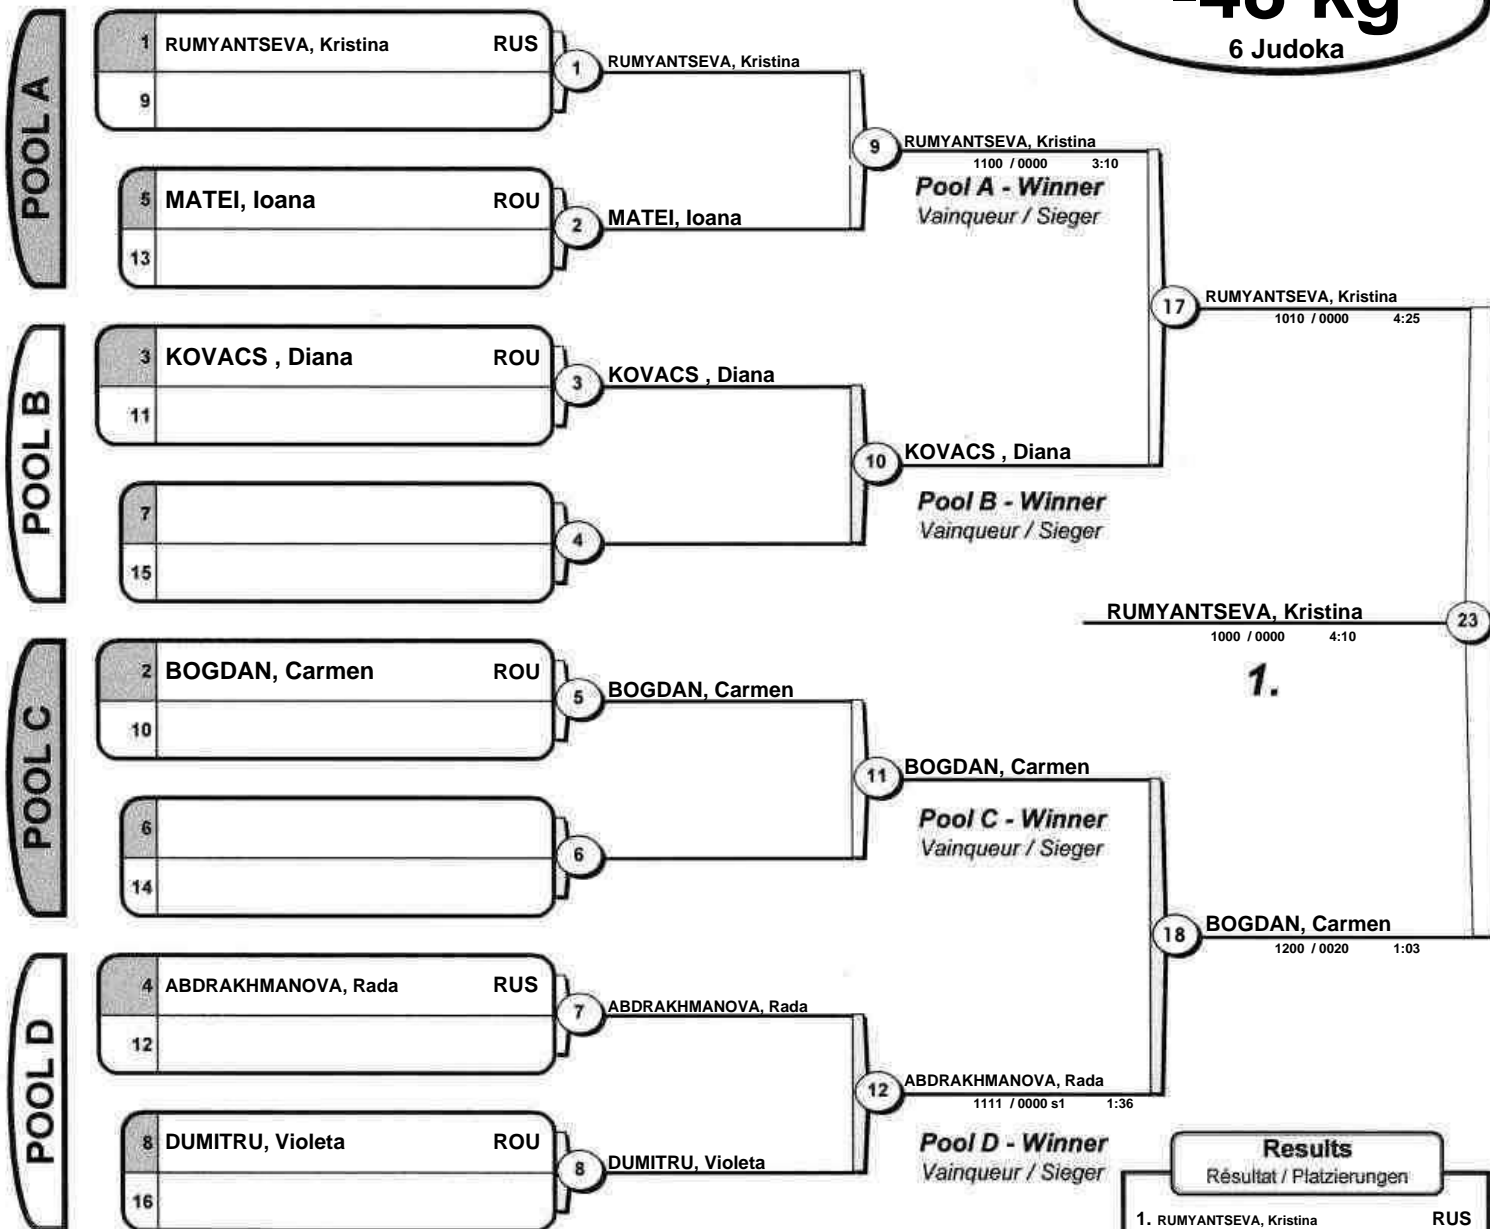 -48 kg
6 Judoka
POOL A
1 RUMYANTSEVA, Kristina RUS
9
5 MATEI, Ioana ROU
13
1 RUMYANTSEVA, Kristina
2 MATEI, Ioana
9 RUMYANTSEVA, Kristina
1100 / 0000 3:10
Pool A - Winner
Vainqueur / Sieger
POOL B
3 KOVACS , Diana ROU
11
7
15
3 KOVACS , Diana
4
10 KOVACS , Diana
Pool B - Winner
Vainqueur / Sieger
17 RUMYANTSEVA, Kristina
1010 / 0000 4:25
RUMYANTSEVA, Kristina 23
1000 / 0000 4:10
1.
POOL C
2 BOGDAN, Carmen ROU
10
6
14
5 BOGDAN, Carmen
6
11 BOGDAN, Carmen
Pool C - Winner
Vainqueur / Sieger
18 BOGDAN, Carmen
1200 / 0020 1:03
POOL D
4 ABDRAKHMANOVA, Rada RUS
12
8 DUMITRU, Violeta ROU
16
7 ABDRAKHMANOVA, Rada
8 DUMITRU, Violeta
12 ABDRAKHMANOVA, Rada
1111 / 0000 s1 1:36
Pool D - Winner
Vainqueur / Sieger
Results
Résultat / Platzierungen
1. RUMYANTSEVA, Kristina RUS